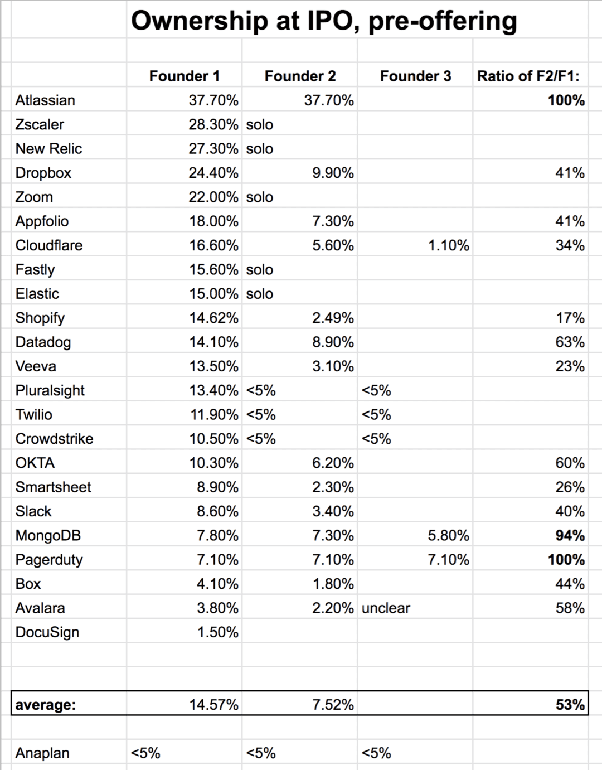 Ownership at IPO, pre-offering
Founder 1 Founder 2 Founder 3 Ratio of F2/F1:
Atlassian 37.70% 37.70% 100%
Zscaler 28.30% solo
New Relic 27.30% solo
Dropbox 24.40% 9.90% 41%
Zoom 22.00% solo
Appfolio 18.00% 7.30% 41%
Cloudflare 16.60% 5.60% 1.10% 34%
Fastly 15.60% solo
Elastic 15.00% solo
Shopify 14.62% 2.49% 17%
Datadog 14.10% 8.90% 63%
Veeva 13.50% 3.10% 23%
Pluralsight 13.40% <5% <5%
Twilio 11.90% <5% <5%
Crowdstrike 10.50% <5% <5%
OKTA 10.30% 6.20% 60%
Smartsheet 8.90% 2.30% 26%
Slack 8.60% 3.40% 40%
MongoDB 7.80% 7.30% 5.80% 94%
Pagerduty 7.10% 7.10% 7.10% 100%
Box 4.10% 1.80% 44%
Avalara 3.80% 2.20% unclear 58%
DocuSign 1.50%
average: 14.57% 7.52% 53%
Anaplan <5% <5% <5%